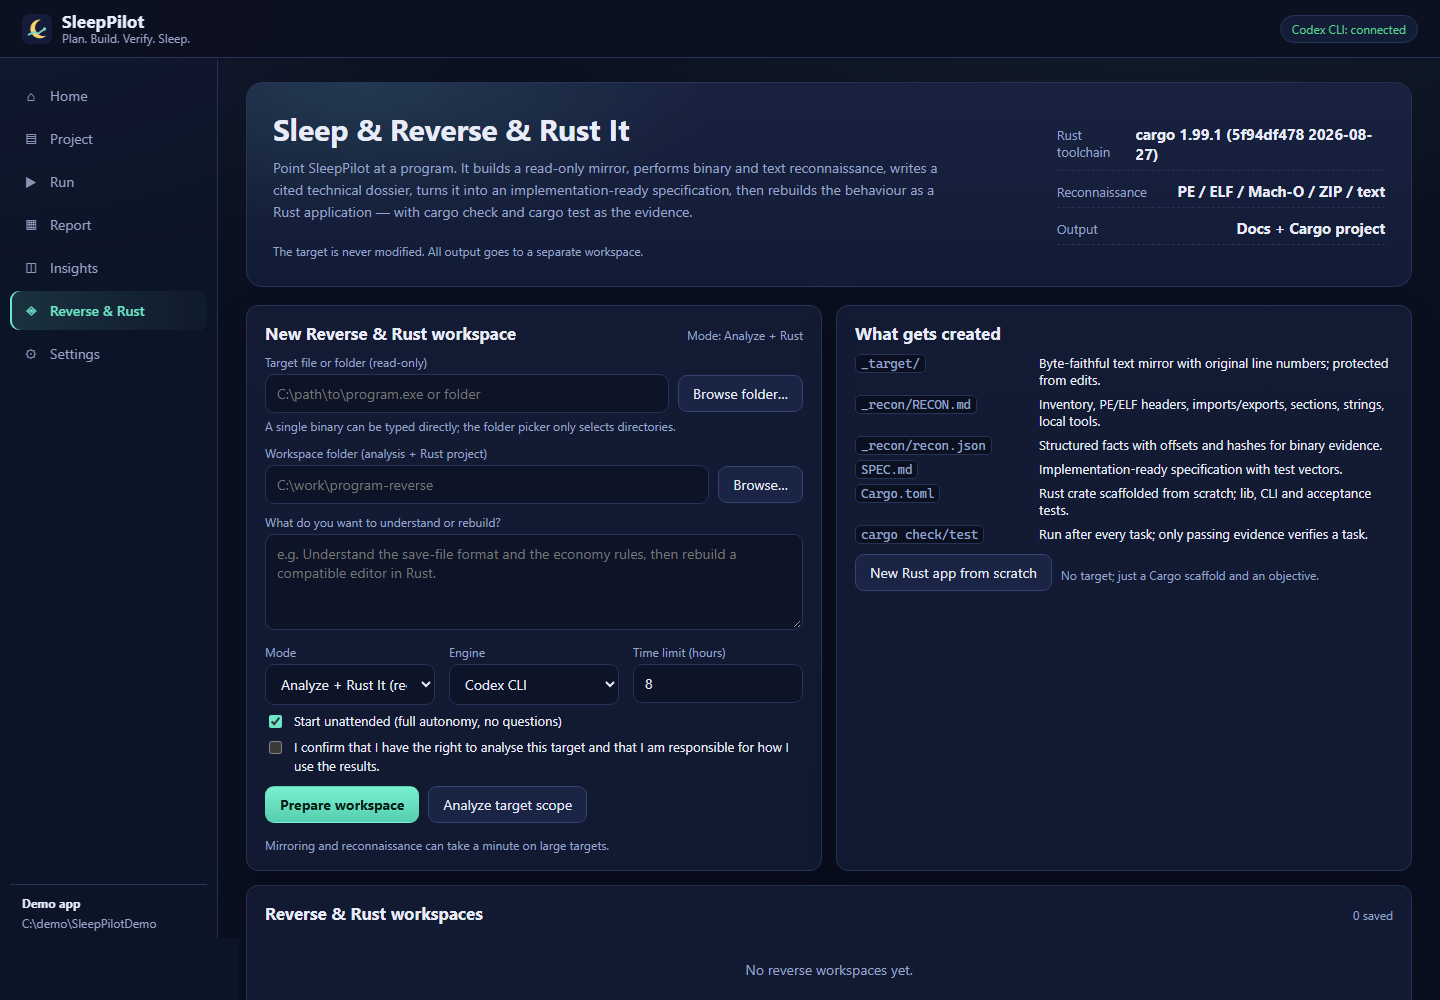 SleepPilot
Plan. Build. Verify. Sleep.
Codex CLI: connected
Home
Project
Run
Report
Insights
Reverse & Rust
Settings
Demo app
C:\demo\SleepPilotDemo
Sleep & Reverse & Rust It
Point SleepPilot at a program. It builds a read-only mirror, performs binary and text reconnaissance, writes a
cited technical dossier, turns it into an implementation-ready specification, then rebuilds the behaviour as a
Rust application — with cargo check and cargo test as the evidence.
The target is never modified. All output goes to a separate workspace.
Rust
toolchain
cargo 1.99.1 (5f94df478 2026-08-
27)
Reconnaissance
PE / ELF / Mach-O / ZIP / text
Output
Docs + Cargo project
New Reverse & Rust workspace
Mode: Analyze + Rust
Target file or folder (read-only)
C:\path\to\program.exe or folder
Browse folder...
A single binary can be typed directly; the folder picker only selects directories.
Workspace folder (analysis + Rust project)
C:\work\program-reverse
Browse...
What do you want to understand or rebuild?
e.g. Understand the save-file format and the economy rules, then rebuild a
compatible editor in Rust.
Mode
Engine
Time limit (hours)
Analyze + Rust It (re
Codex CLI
8
Start unattended (full autonomy, no questions)
I confirm that I have the right to analyse this target and that I am responsible for how I
use the results.
Prepare workspace
Analyze target scope
Mirroring and reconnaissance can take a minute on large targets.
What gets created
_target/
Byte-faithful text mirror with original line numbers; protected
from edits.
_recon/RECON.md
Inventory, PE/ELF headers, imports/exports, sections, strings,
local tools.
_recon/recon.json
Structured facts with offsets and hashes for binary evidence.
SPEC.md
Implementation-ready specification with test vectors.
Cargo.toml
Rust crate scaffolded from scratch; lib, CLI and acceptance
tests.
cargo check/test
Run after every task; only passing evidence verifies a task.
New Rust app from scratch
No target; just a Cargo scaffold and an objective.
Reverse & Rust workspaces
0 saved
No reverse workspaces yet.